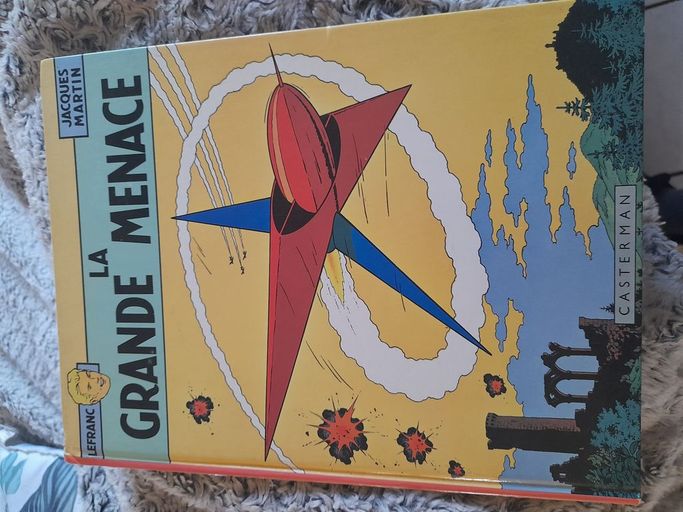 LEFRANC
LA
GRANDE MENACE
JACQUES
MARTIN
CASTERMAN